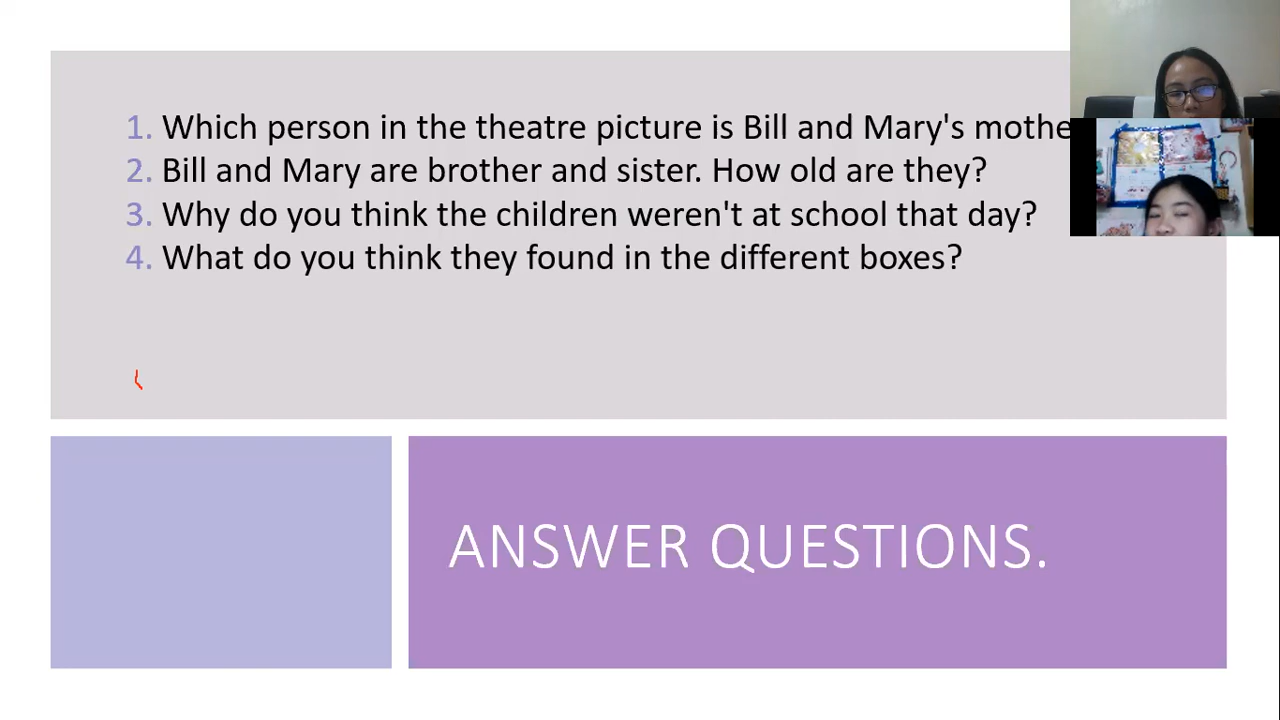 1. Which person in the theatre picture is Bill and Mary's mothe
2. Bill and Mary are brother and sister. How old are they?
3. Why do you think the children weren't at school that day?
4. What do you think they found in the different boxes?
ANSWER QUESTIONS.